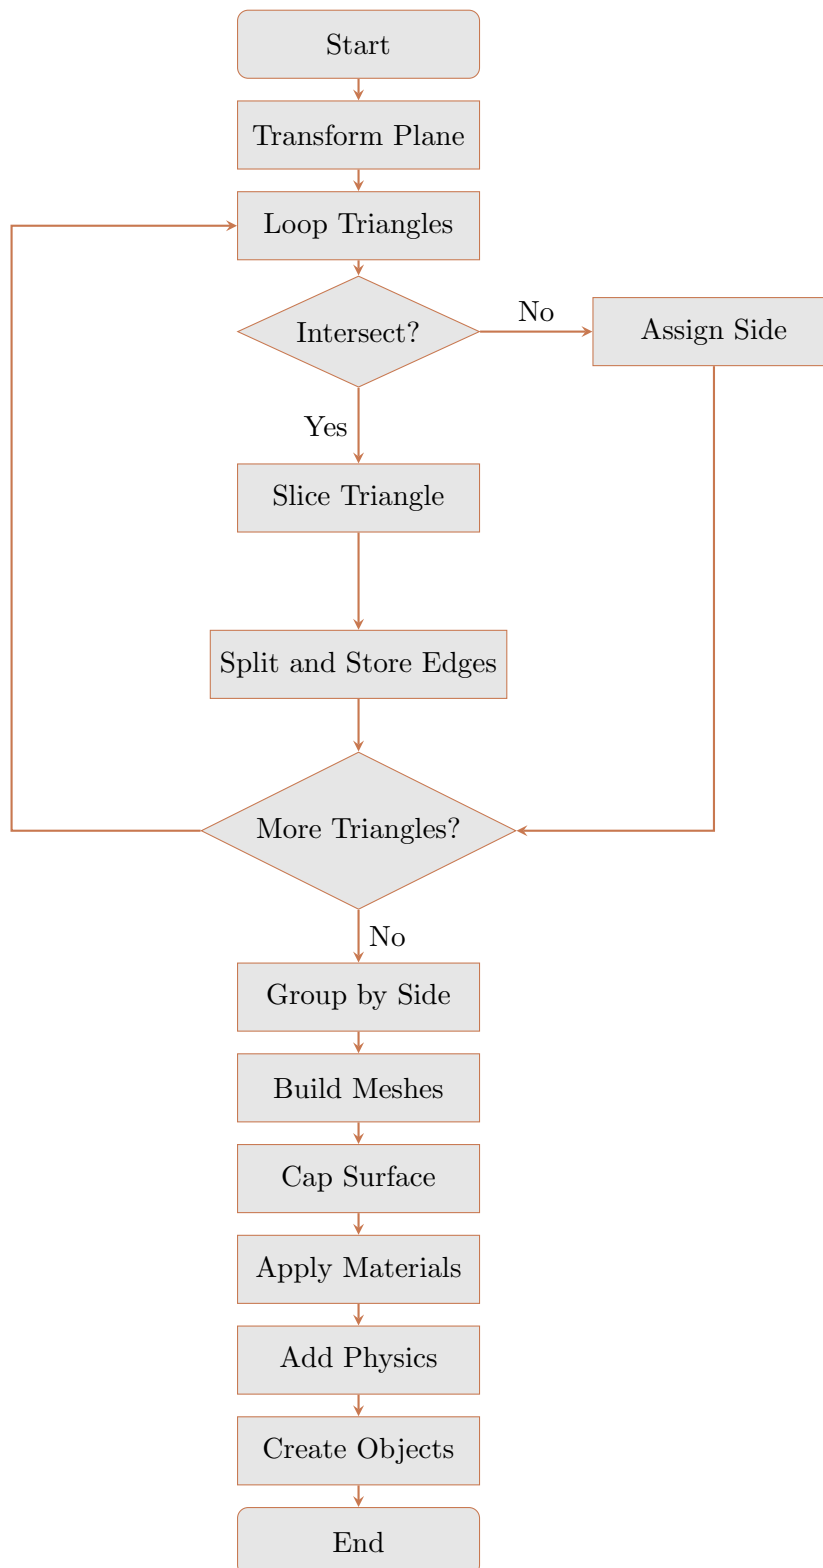 Start
Transform Plane
Loop Triangles
Intersect?
No
Assign Side
Yes
Slice Triangle
Split and Store Edges
More Triangles?
No
Group by Side
Build Meshes
Cap Surface
Apply Materials
Add Physics
Create Objects
End